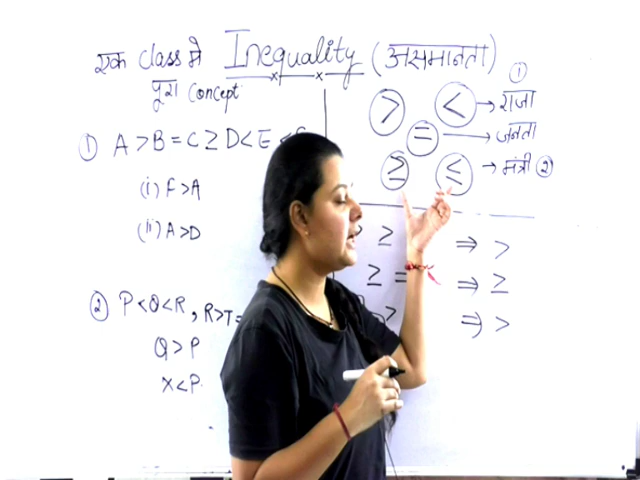 एक class मे Inequality (असमानता)
पूरा concept
① A > B = C ≥ D < E <
(i) F > A
(ii) A > D
② P < Q < R, R > T =
Q > P
X < P
> < → राजा ①
= → जनता
≥ ≤ → मंत्री ②
≥ ⇒ >
≥ = ⇒ ≥
> ⇒ >